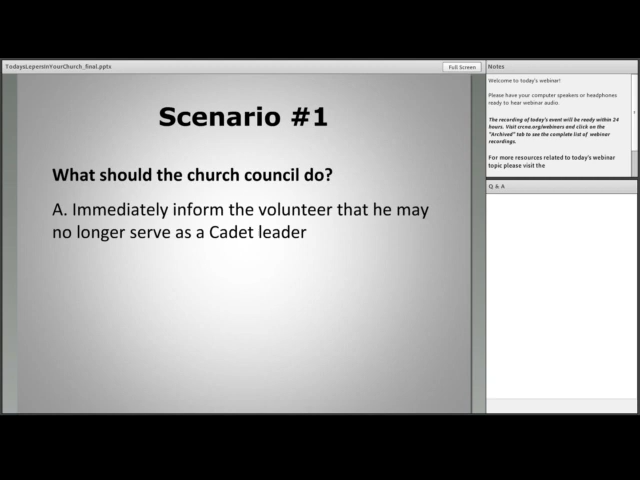 TodaysLepersInYourChurch_final.pptx
Full Screen
Scenario #1
What should the church council do?
A. Immediately inform the volunteer that he may
no longer serve as a Cadet leader
Notes
Welcome to today's webinar!
Please have your computer speakers or headphones
ready to hear webinar audio.
The recording of today's event will be ready within 24
hours. Visit crcna.org/webinars and click on the
"Archived" tab to see the complete list of webinar
recordings.
For more resources related to today's webinar
topic please visit the
Q & A